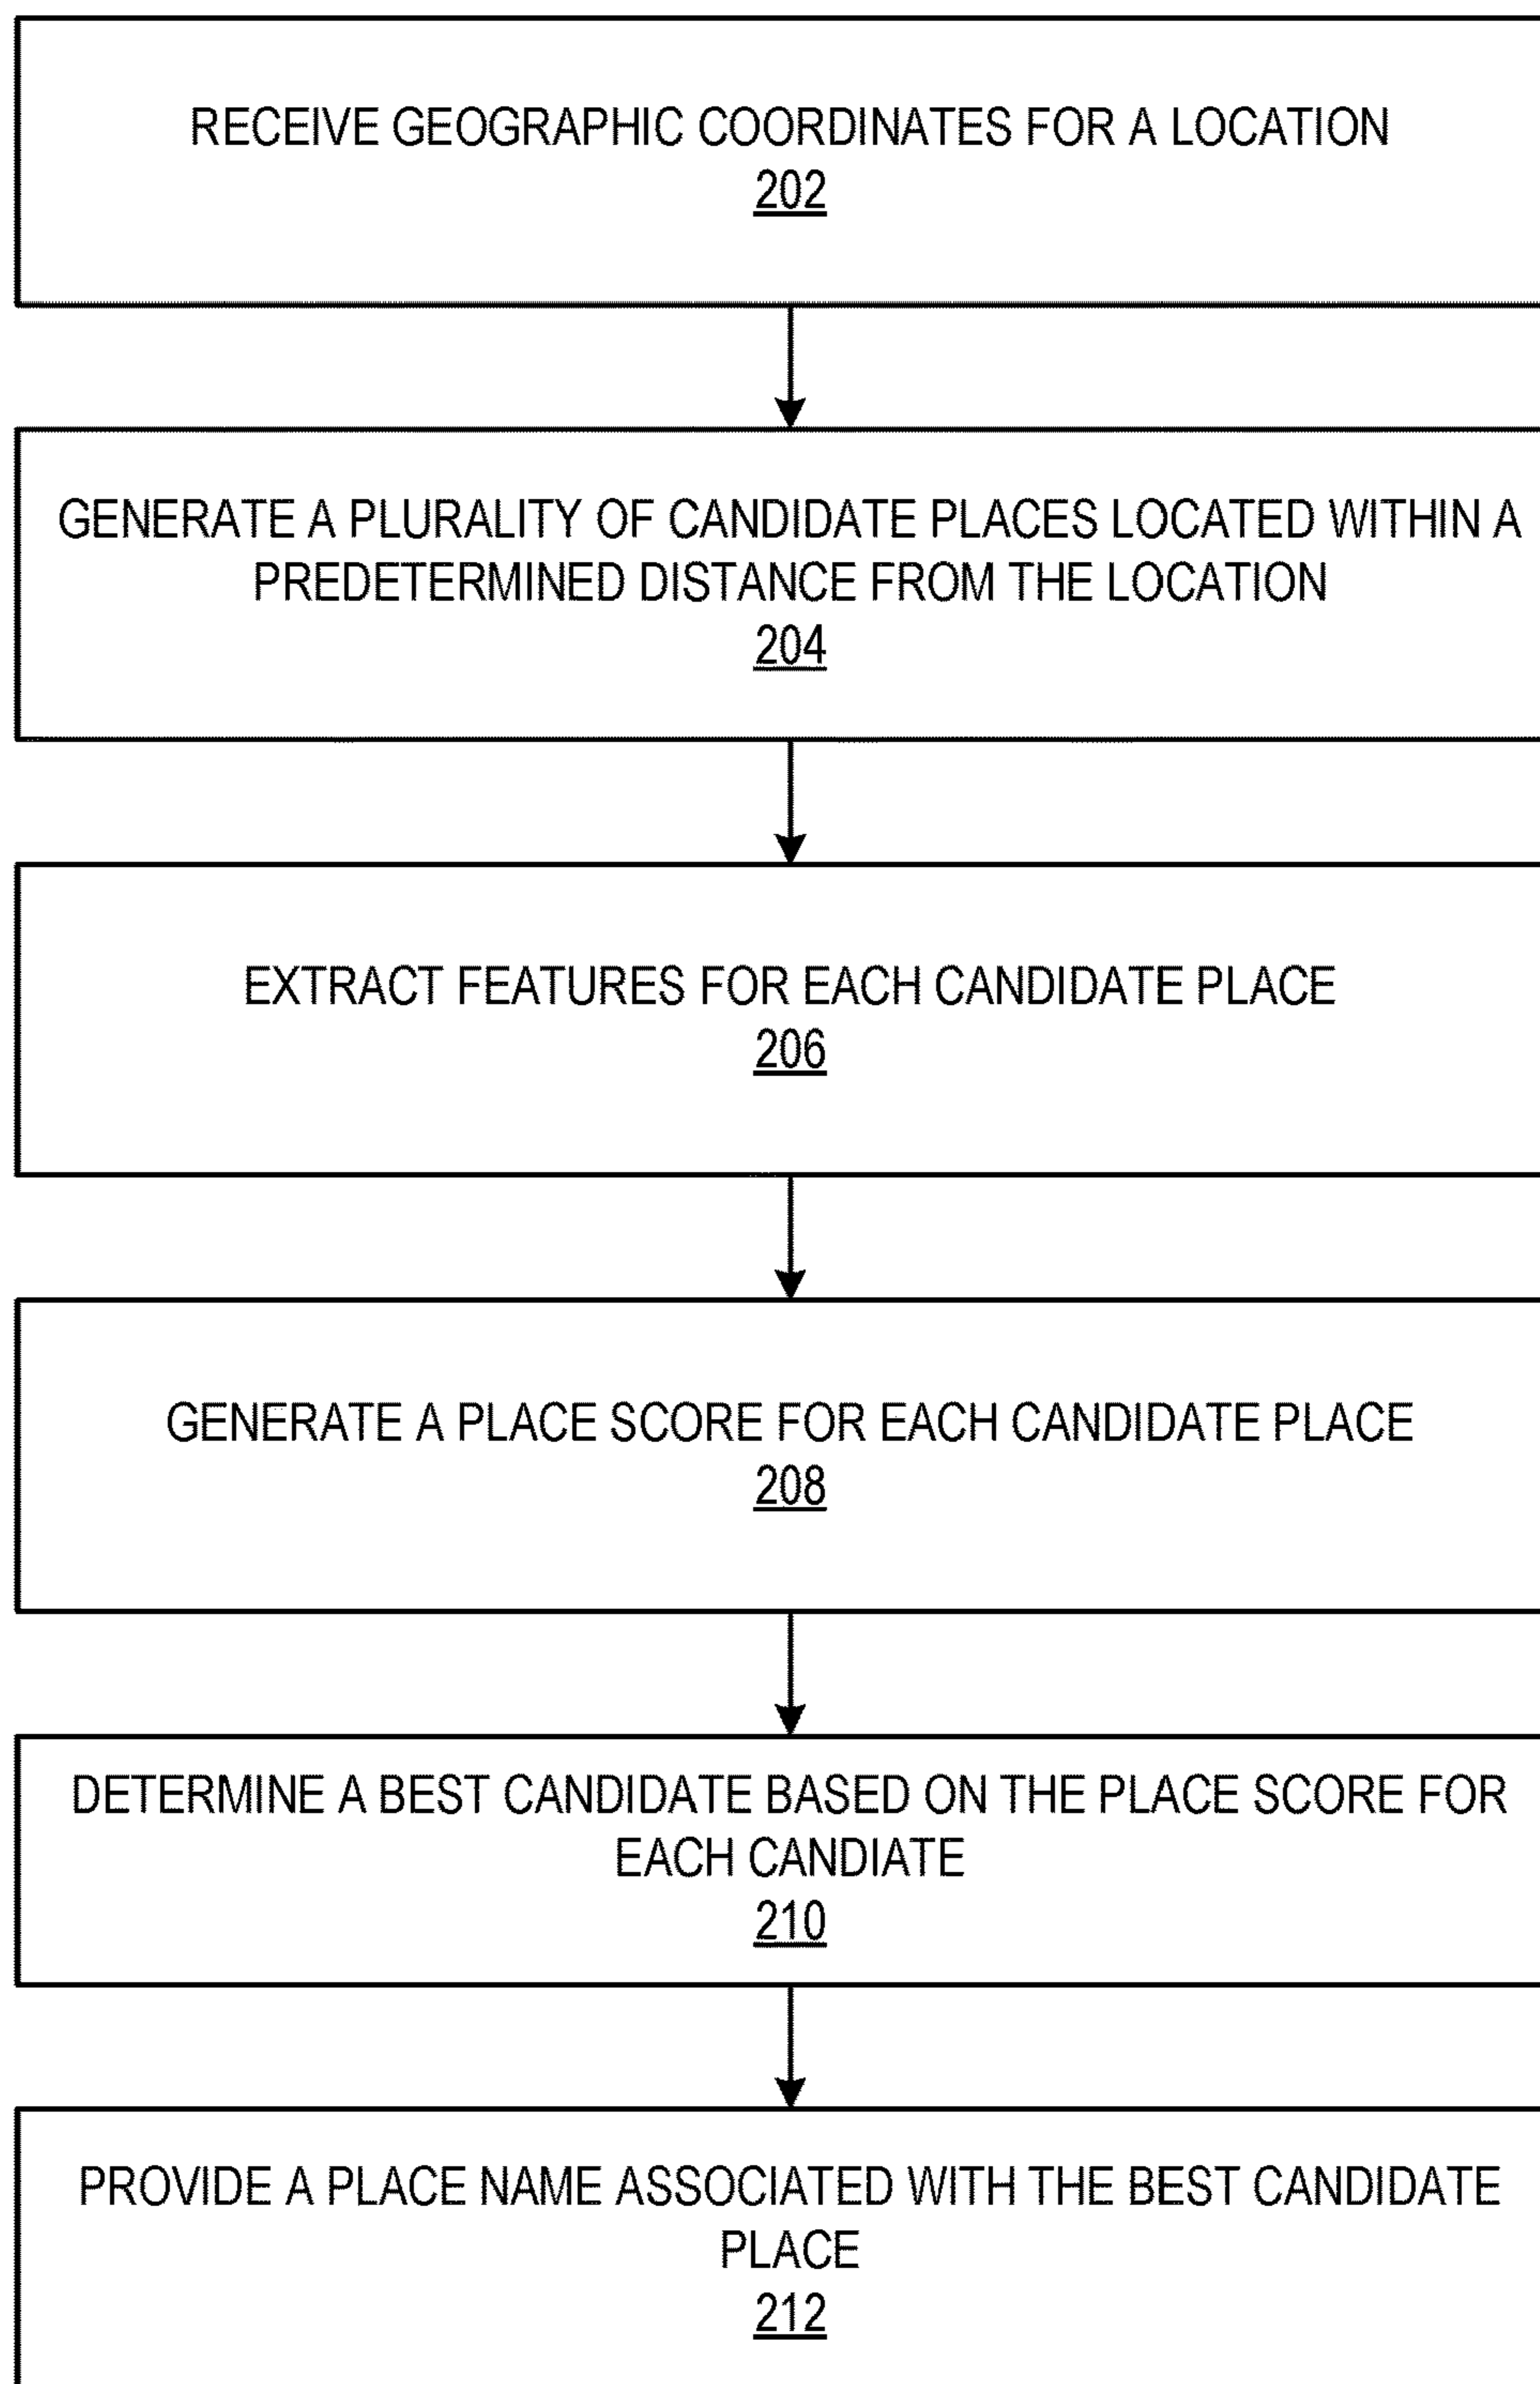 RECEIVE GEOGRAPHIC COORDINATES FOR A LOCATION
202
GENERATE A PLURALITY OF CANDIDATE PLACES LOCATED WITHIN A
PREDETERMINED DISTANCE FROM THE LOCATION
204
EXTRACT FEATURES FOR EACH CANDIDATE PLACE
206
GENERATE A PLACE SCORE FOR EACH CANDIDATE PLACE
208
DETERMINE A BEST CANDIDATE BASED ON THE PLACE SCORE FOR
EACH CANDIATE
210
PROVIDE A PLACE NAME ASSOCIATED WITH THE BEST CANDIDATE
PLACE
212